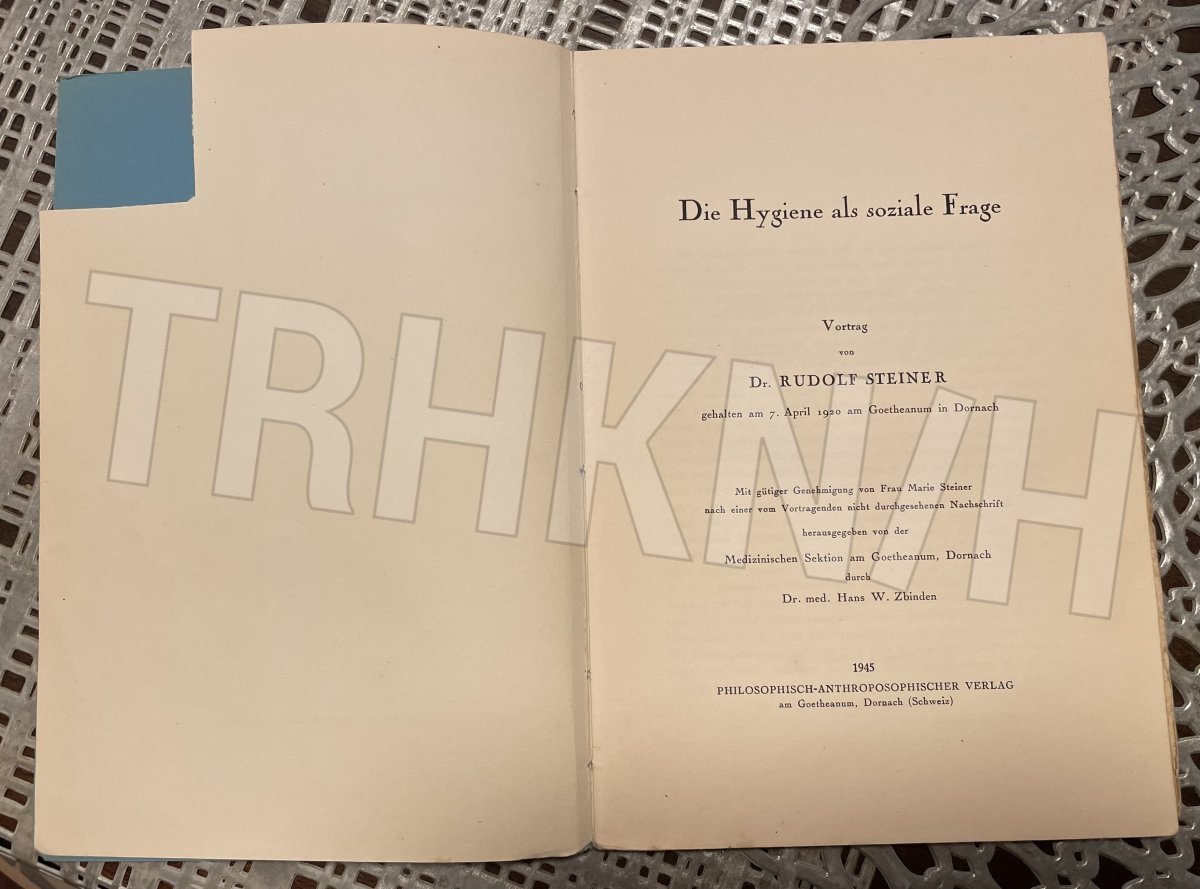 Die Hygiene als soziale Frage
Vortrag
von
Dr. RUDOLF STEINER
gehalten am 7. April 1920 am Goetheanum in Dornach
Mit gütiger Genehmigung von Frau Marie Steiner
nach einer vom Vortragenden nicht durchgesehenen Nachschrift
herausgegeben von der
Medizinischen Sektion am Goetheanum, Dornach
durch
Dr. med. Hans W. Zbinden
1945
PHILOSOPHISCH-ANTHROPOSOPHISCHER VERLAG
am Goetheanum, Dornach (Schweiz)
TRHKN/H